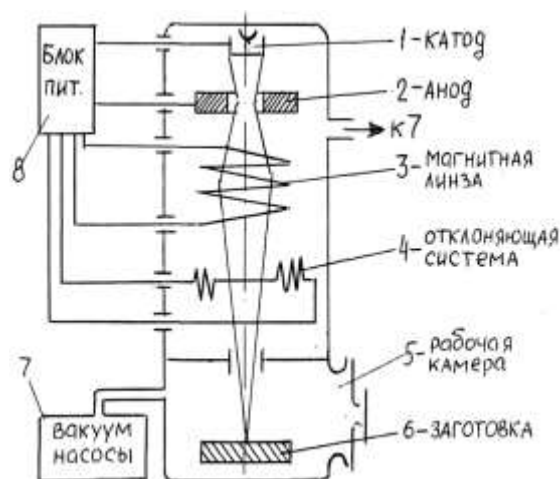 Блок
пит.
8
1-КАТОД
2-АНОД
К7
3-МАГНИТНАЯ
ЛИНЗА
4-ОТКЛОНЯЮЩАЯ
СИСТЕМА
5-рабочая
камера
6-ЗАГОТОВКА
7
ВАКУУМ
НАСОСЫ